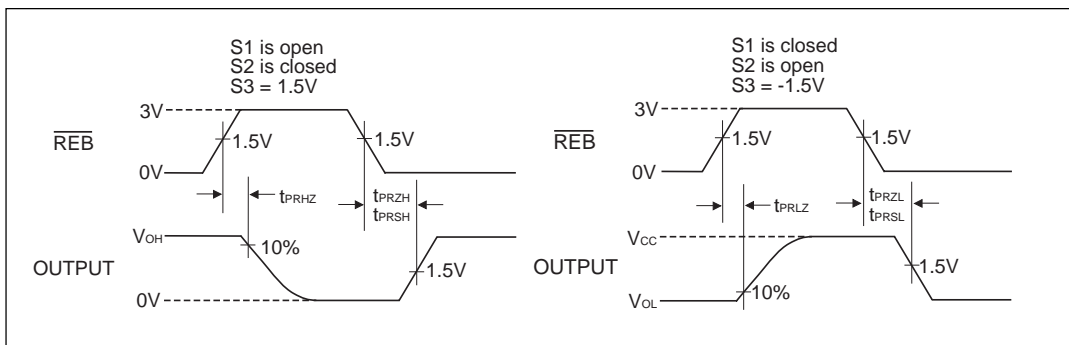 S1 is open
S2 is closed
S3 = 1.5V
3V
REB
1.5V
1.5V
0V
tPRHZ
tPRZH
tPRSH
VOH
10%
OUTPUT
1.5V
0V
S1 is closed
S2 is open
S3 = -1.5V
3V
REB
1.5V
1.5V
0V
tPRLZ
tPRZL
tPRSL
VCC
OUTPUT
1.5V
10%
VOL